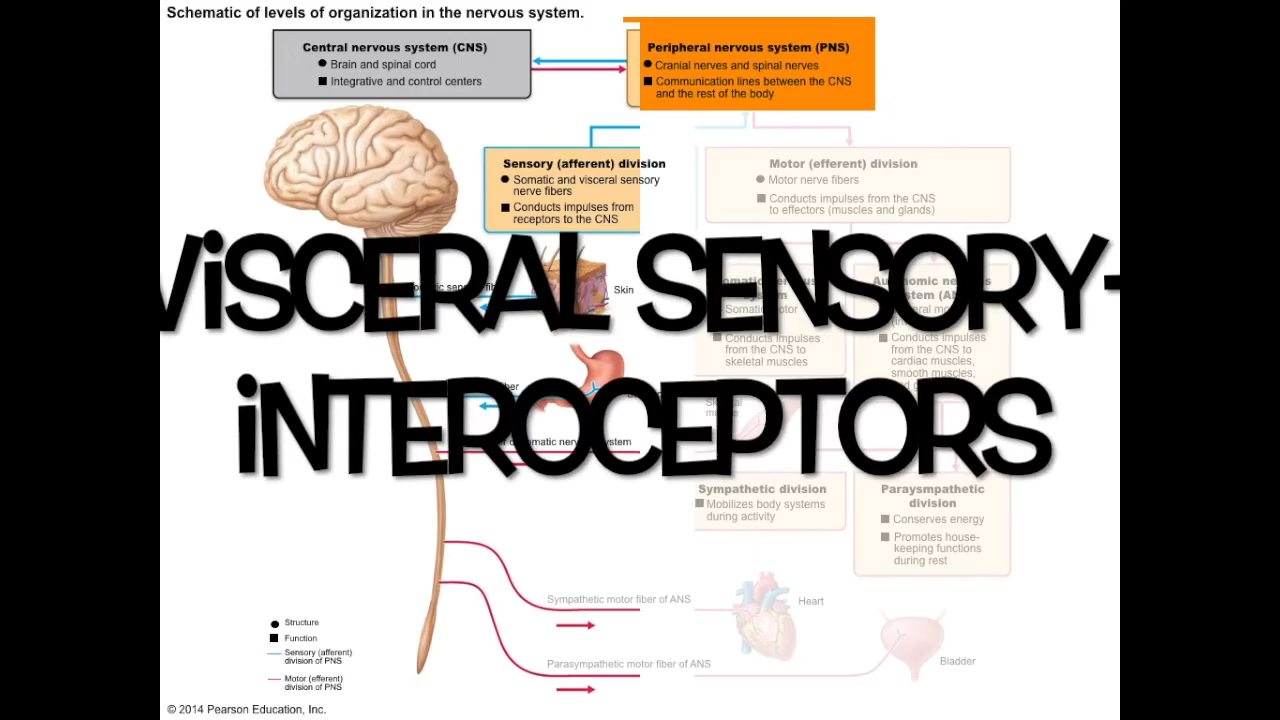 Schematic of levels of organization in the nervous system.
Central nervous system (CNS)
Brain and spinal cord
Integrative and control centers
Peripheral nervous system (PNS)
Cranial nerves and spinal nerves
Communication lines between the CNS
and the rest of the body
Sensory (afferent) division
Somatic and visceral sensory
nerve fibers
Conducts impulses from
receptors to the CNS
Motor (efferent) division
Motor nerve fibers
Conducts impulses from the CNS
to effectors (muscles and glands)
ViSCERAL SENSORY-
iNTEROCEPTORS
Skin
Conducts impulses
from the CNS to
skeletal muscles
Conducts impulses
from the CNS to
cardiac muscles,
smooth muscles,
Sympathetic division
Mobilizes body systems
during activity
Paraysmpathetic
division
Conserves energy
Promotes house-
keeping functions
during rest
Sympathetic motor fiber of ANS
Heart
Parasympathetic motor fiber of ANS
Bladder
Structure
Function
Sensory (afferent)
division of PNS
Motor (efferent)
division of PNS
© 2014 Pearson Education, Inc.